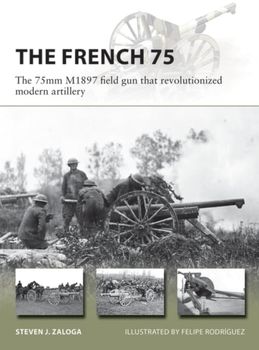 THE FRENCH 75
The 75mm M1897 field gun that revolutionized
modern artillery
STEVEN J. ZALOGA
ILLUSTRATED BY FELIPE RODRÍGUEZ